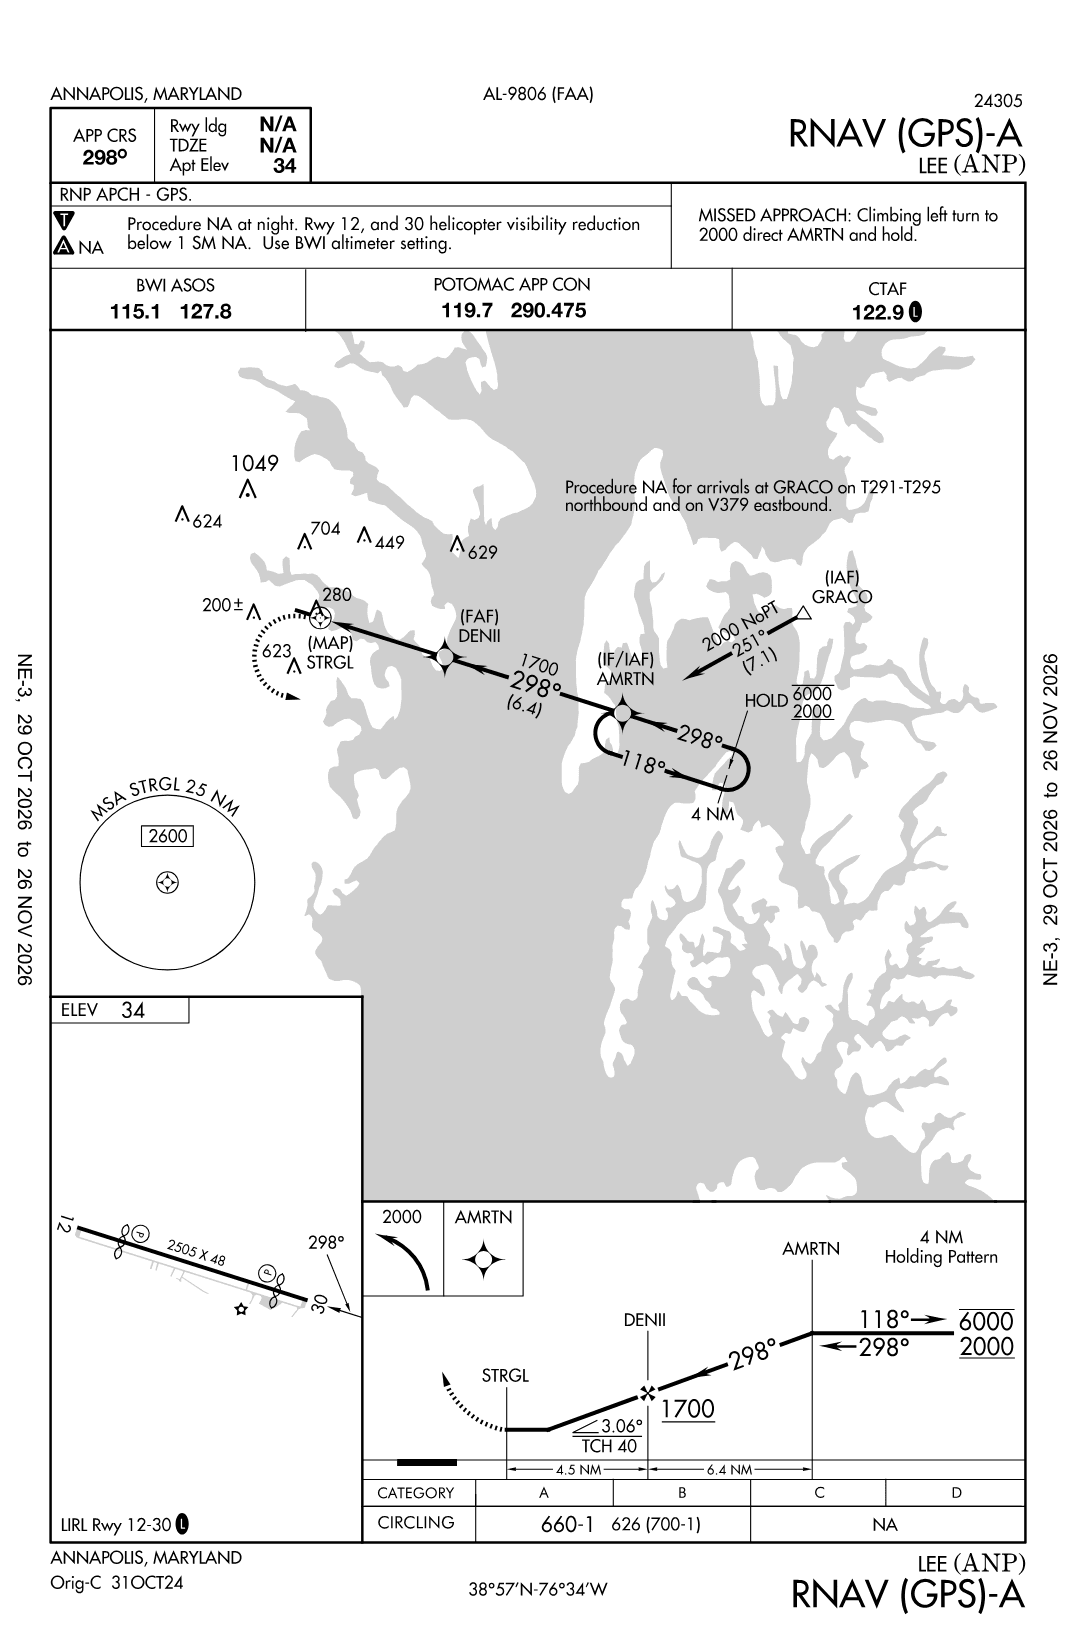 ANNAPOLIS, MARYLAND
AL-9806 (FAA)
24305
RNAV (GPS)-A
LEE (ANP)
APP CRS
298°
Rwy ldg N/A
TDZE N/A
Apt Elev 34
RNP APCH - GPS.
T
A NA
Procedure NA at night. Rwy 12, and 30 helicopter visibility reduction
below 1 SM NA. Use BWI altimeter setting.
MISSED APPROACH: Climbing left turn to
2000 direct AMRTN and hold.
BWI ASOS
115.1 127.8
POTOMAC APP CON
119.7 290.475
CTAF
122.9 L
1049
624
704
449
629
Procedure NA for arrivals at GRACO on T291-T295
northbound and on V379 eastbound.
(IAF)
GRACO
2000 NoPT
251°
(7.1)
200±
280
623
(MAP)
STRGL
(FAF)
DENII
1700
298°
(6.4)
(IF/IAF)
AMRTN
HOLD 6000
2000
298°
118°
4 NM
MSA STRGL 25 NM
2600
NE-3, 29 OCT 2026 to 26 NOV 2026
NE-3, 29 OCT 2026 to 26 NOV 2026
ELEV 34
12
P
2505 X 48
P
30
298°
LIRL Rwy 12-30 L
2000
AMRTN
STRGL
DENII
AMRTN
4 NM
Holding Pattern
118°
298°
6000
2000
298°
1700
3.06°
TCH 40
4.5 NM
6.4 NM
CATEGORY A B C D
CIRCLING 660-1 626 (700-1) NA
ANNAPOLIS, MARYLAND
Orig-C 31OCT24
38°57'N-76°34'W
LEE (ANP)
RNAV (GPS)-A